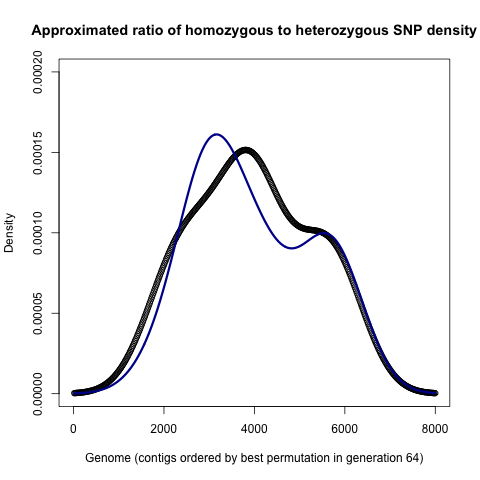 Approximated ratio of homozygous to heterozygous SNP density
0.00020
0.00015
0.00010
0.00005
0.00000
Density
0 2000 4000 6000 8000
Genome (contigs ordered by best permutation in generation 64)